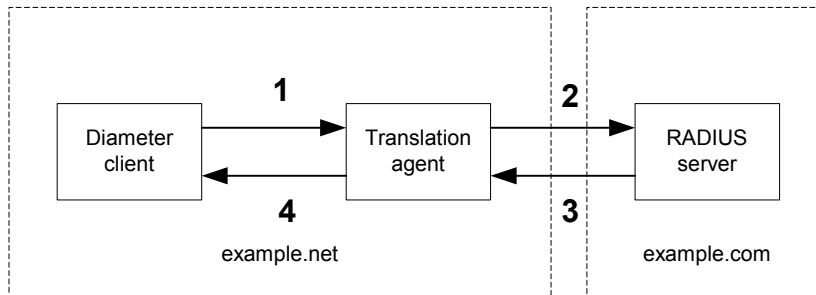 1
2
Diameter
client
Translation
agent
RADIUS
server
4
3
example.net
example.com